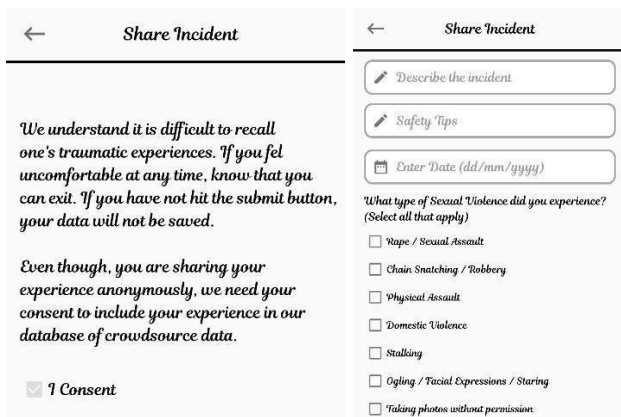 Share Incident
We understand it is difficult to recall
one's traumatic experiences. If you fel
uncomfortable at any time, know that you
can exit. If you have not hit the submit button,
your data will not be saved.
Even though, you are sharing your
experience anonymously, we need your
consent to include your experience in our
database of crowdsource data.
I Consent
Share Incident
Describe the incident
Safety Tips
Enter Date (dd/mm/yyyy)
What type of Sexual Violence did you experience?
(Select all that apply)
Rape / Sexual Assault
Chain Snatching / Robbery
Physical Assault
Domestic Violence
Stalking
Ogling / Facial Expressions / Staring
Taking photos without permission